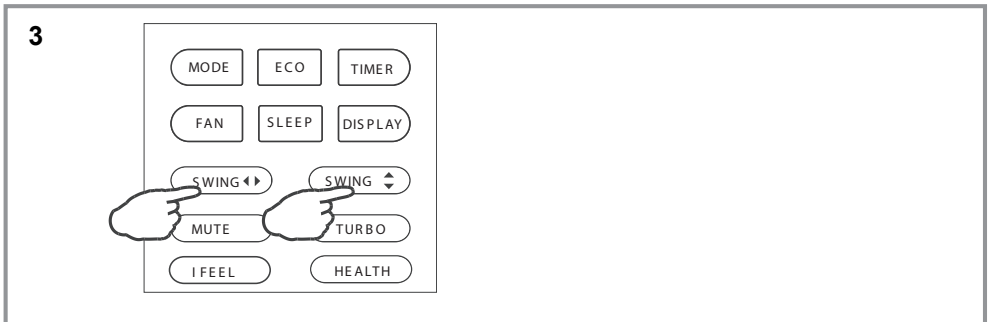 3
MODE ECO TIMER
FAN SLEEP DISPLAY
SWING SWING
MUTE TURBO
I FEEL HEALTH